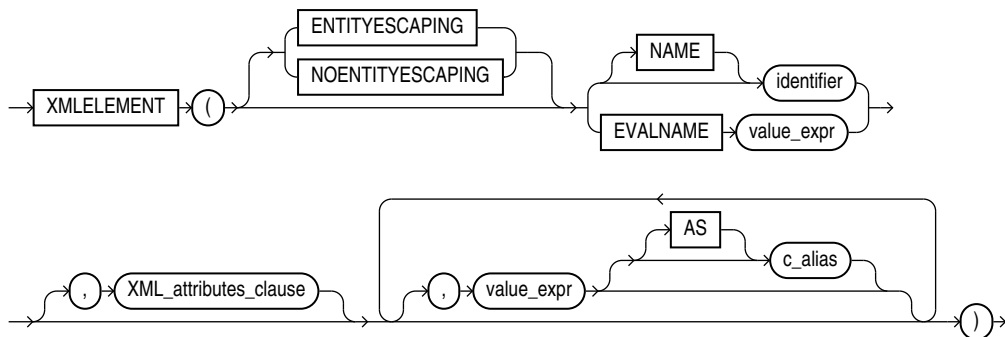 ENTITYESCAPING
NOENTITYESCAPING
NAME
identifier
XMLELEMENT (
EVALNAME value_expr
AS
c_alias
, XML_attributes_clause , value_expr
)